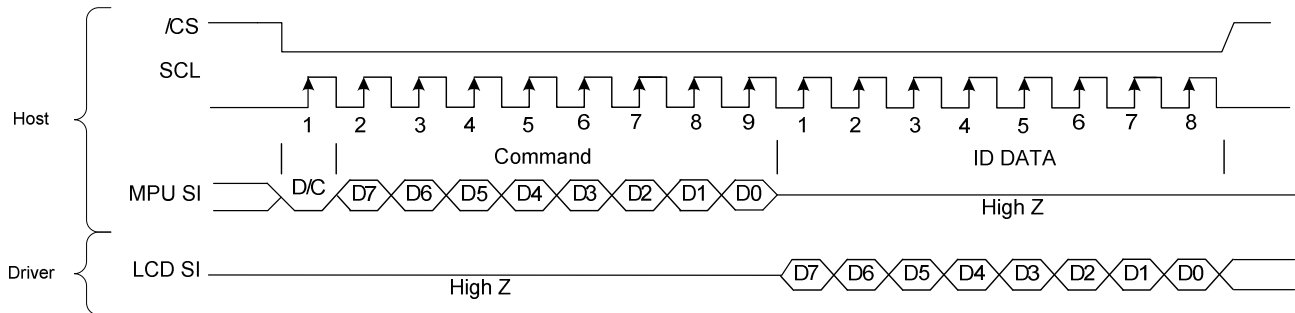 /CS
SCL
1 2 3 4 5 6 7 8 9 1 2 3 4 5 6 7 8
Host
Command ID DATA
MPU SI D/C D7 D6 D5 D4 D3 D2 D1 D0
High Z
Driver LCD SI D7 D6 D5 D4 D3 D2 D1 D0
High Z